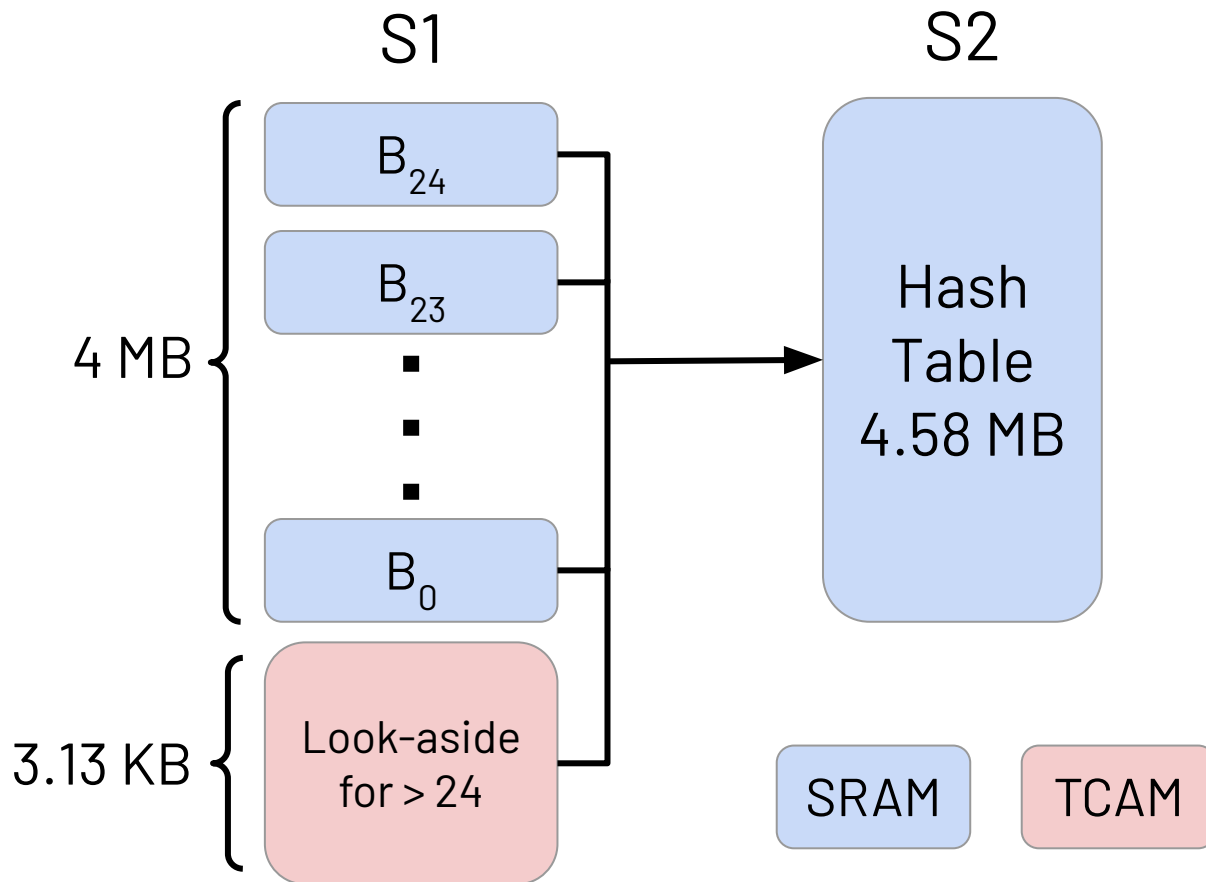 S1
S2
B24
B23
4 MB
B0
Hash
Table
4.58 MB
Look-aside
for > 24
3.13 KB
SRAM
TCAM